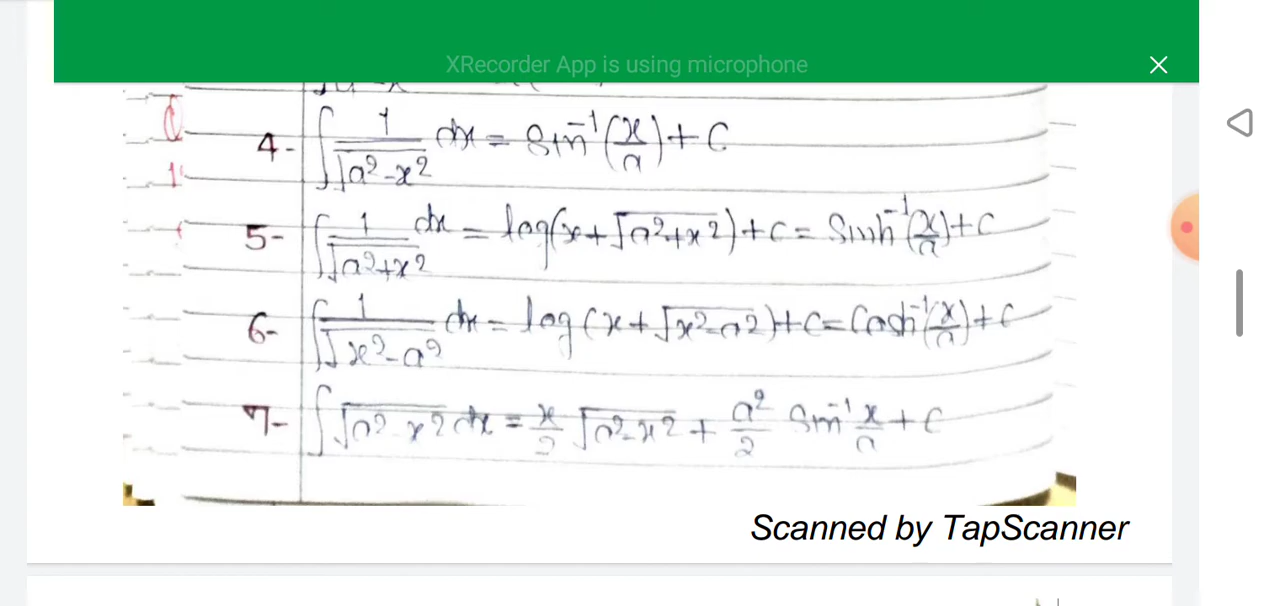 XRecorder App is using microphone
4- ∫ 1/√a²-x² dx = Sin⁻¹(x/a) + C
5- ∫ 1/√a²+x² dx = log(x+√a²+x²)+c = Sinh⁻¹(x/a)+C
6- ∫ 1/√x²-a² dx = log(x+√x²-a²)+C = Cosh⁻¹(x/a)+C
7- ∫ √a²-x² dx = x/2 √a²-x² + a²/2 Sin⁻¹ x/a + C
Scanned by TapScanner